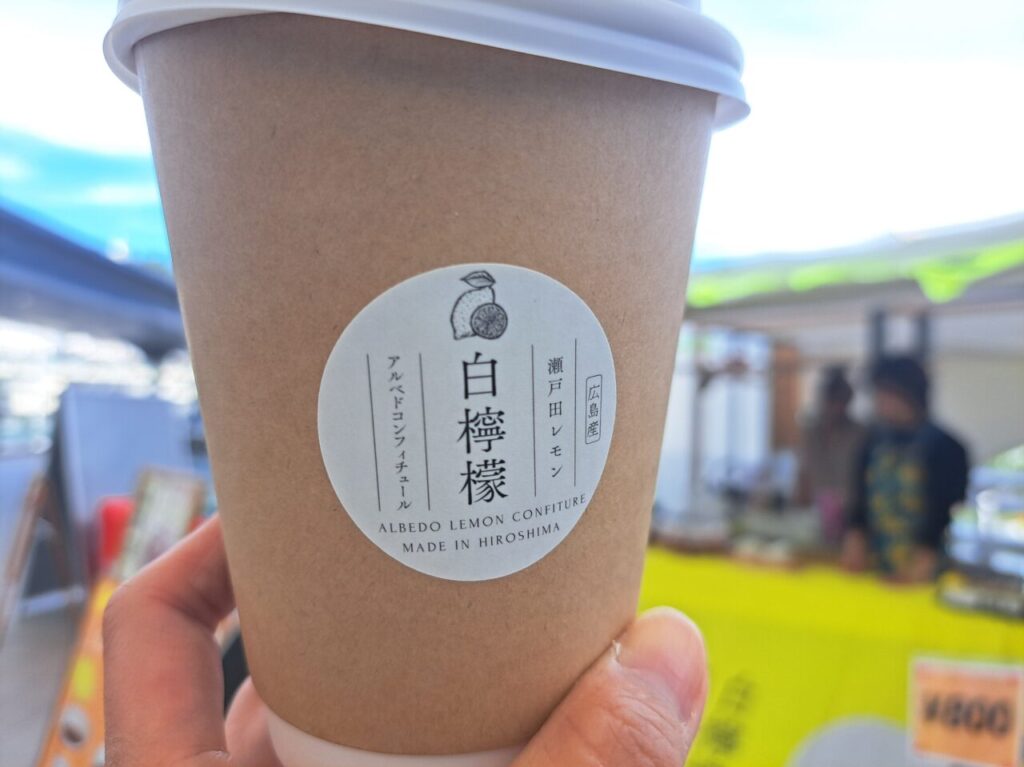 広島産
瀬戸田レモン
白檸檬
アルベドコンフィチュール
ALBEDO LEMON CONFITURE
MADE IN HIROSHIMA
¥800